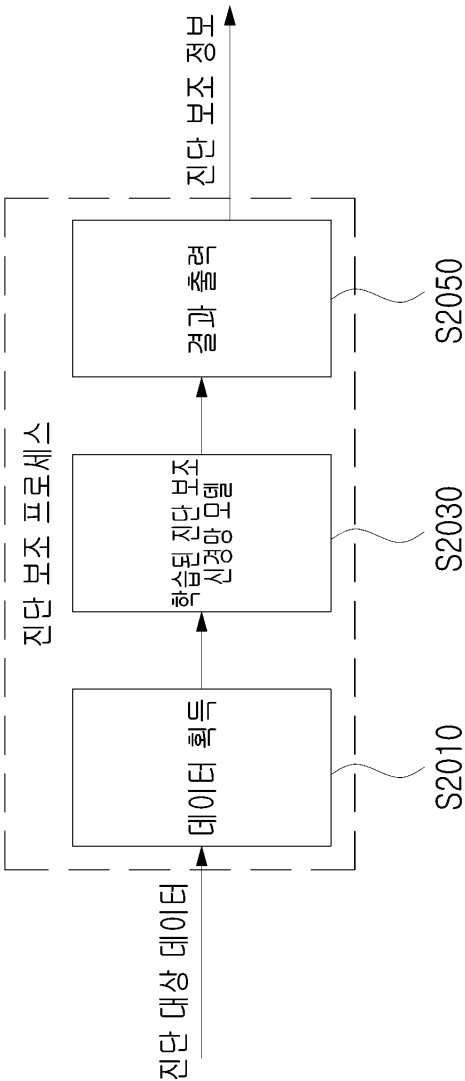 진단 보조 프로세스
진단 대상 데이터
데이터 획득
학습된 진단 보조
신경망 모델
결과 출력
진단 보조 정보
S2010
S2030
S2050